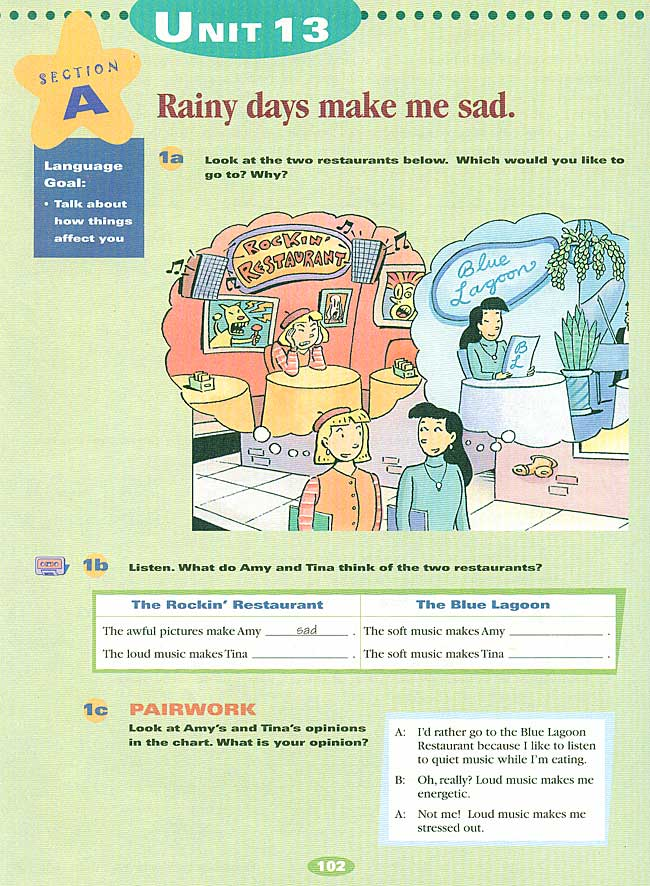 UNIT 13
SECTION
A
Rainy days make me sad.
Language
Goal:
• Talk about
how things
affect you
1a
Look at the two restaurants below. Which would you like to
go to? Why?
ROCKIN'
RESTAURANT
Blue
Lagoon
B
L
1b
Listen. What do Amy and Tina think of the two restaurants?
The Rockin' Restaurant
The Blue Lagoon
The awful pictures make Amy sad .
The soft music makes Amy ____________ .
The loud music makes Tina ____________ .
The soft music makes Tina ____________ .
1c
PAIRWORK
Look at Amy's and Tina's opinions
in the chart. What is your opinion?
A: I'd rather go to the Blue Lagoon
Restaurant because I like to listen
to quiet music while I'm eating.
B: Oh, really? Loud music makes me
energetic.
A: Not me! Loud music makes me
stressed out.
102